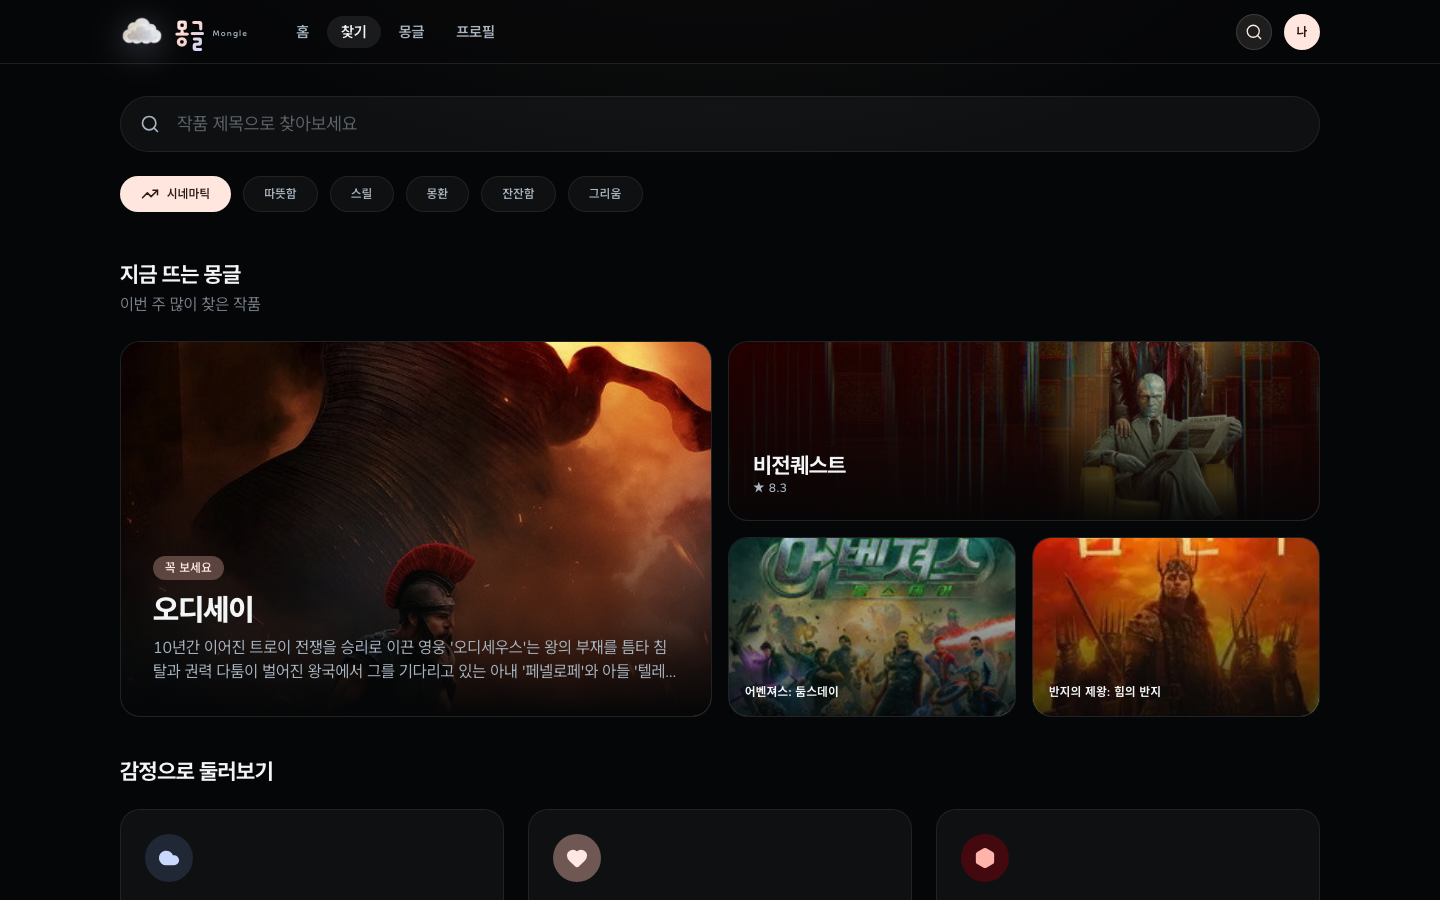 몽글 Mongle
홈
찾기
몽글
프로필
나
작품 제목으로 찾아보세요
시네마틱
따뜻함
스릴
몽환
잔잔함
그리움
지금 뜨는 몽글
이번 주 많이 찾은 작품
꼭 보세요
오디세이
10년간 이어진 트로이 전쟁을 승리로 이끈 영웅 '오디세우스'는 왕의 부재를 틈타 침
탈과 권력 다툼이 벌어진 왕국에서 그를 기다리고 있는 아내 '페넬로페'와 아들 '텔레...
비전퀘스트
★ 8.3
어벤져스
둠스데이
어벤져스: 둠스데이
반지의 제왕: 힘의 반지
감정으로 둘러보기